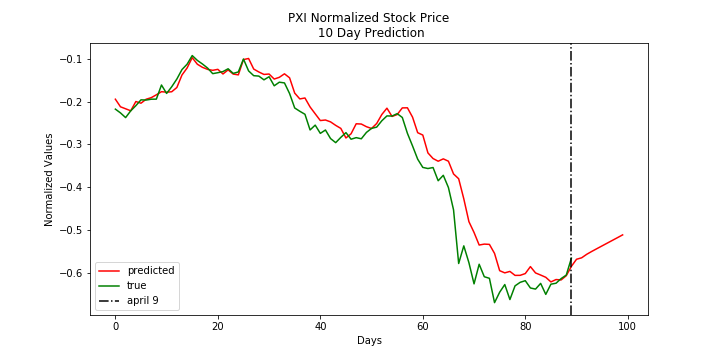 PXI Normalized Stock Price
10 Day Prediction
Normalized Values
−0.1
−0.2
−0.3
−0.4
−0.5
−0.6
predicted
true
april 9
0
20
40
60
80
100
Days